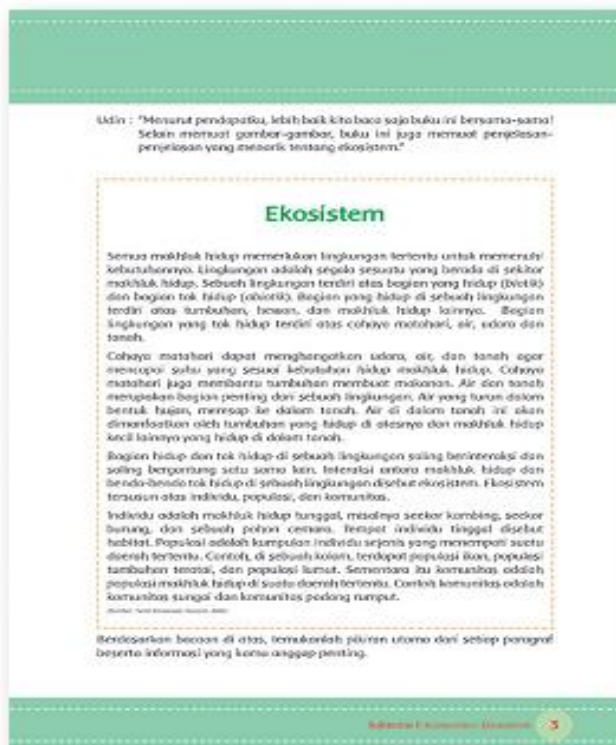 Udin : "Menurut pendapatku, lebih baik kita baca saja buku ini bersama-sama!
Selain memuat gambar-gambar, buku ini juga memuat penjelasan-
penjelasan yang menarik tentang ekosistem."
Ekosistem
Semua makhluk hidup memerlukan lingkungan tertentu untuk memenuhi
kebutuhannya. Lingkungan adalah segala sesuatu yang berada di sekitar
makhluk hidup. Sebuah lingkungan terdiri atas bagian yang hidup (biotik)
dan bagian tak hidup (abiotik). Bagian yang hidup di sebuah lingkungan
terdiri atas tumbuhan, hewan, dan makhluk hidup lainnya. Bagian
lingkungan yang tak hidup terdiri atas cahaya matahari, air, udara dan
tanah.
Cahaya matahari dapat menghangatkan udara, air, dan tanah agar
mencapai suhu yang sesuai kebutuhan hidup makhluk hidup. Cahaya
matahari juga membantu tumbuhan membuat makanan. Air dan tanah
merupakan bagian penting dari sebuah lingkungan. Air yang turun dalam
bentuk hujan, meresap ke dalam tanah. Air di dalam tanah ini akan
dimanfaatkan oleh tumbuhan yang hidup di atasnya dan makhluk hidup
kecil lainnya yang hidup di dalam tanah.
Bagian hidup dan tak hidup di sebuah lingkungan saling berinteraksi dan
saling bergantung satu sama lain. Interaksi antara makhluk hidup dan
benda-benda tak hidup di sebuah lingkungan disebut ekosistem. Ekosistem
tersusun atas individu, populasi, dan komunitas.
Individu adalah makhluk hidup tunggal, misalnya seekor kambing, seekor
burung, dan sebuah pohon cemara. Tempat individu tinggal disebut
habitat. Populasi adalah kumpulan individu sejenis yang menempati suatu
daerah tertentu. Contoh, di sebuah kolam, terdapat populasi ikan, populasi
tumbuhan teratai, dan populasi lumut. Sementara itu komunitas adalah
populasi makhluk hidup di suatu daerah tertentu. Contoh komunitas adalah
komunitas sungai dan komunitas padang rumput.
Berdasarkan bacaan di atas, temukanlah pikiran utama dari setiap paragraf
beserta informasi yang kamu anggap penting.
Subtema 1: Komponen Ekosistem 3